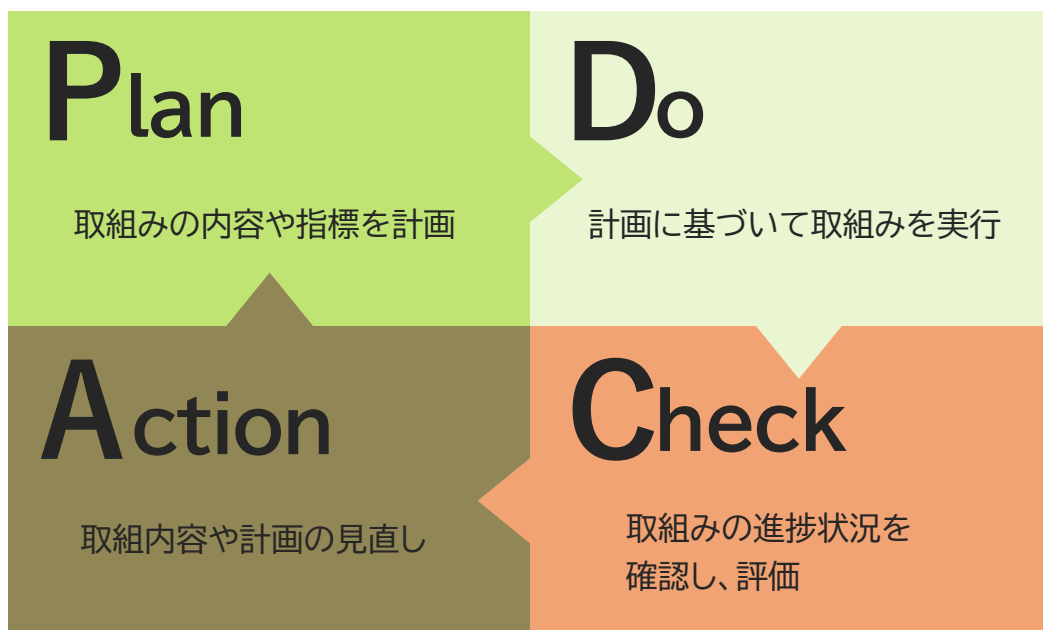 Plan
取組みの内容や指標を計画
Do
計画に基づいて取組みを実行
Action
取組内容や計画の見直し
Check
取組みの進捗状況を
確認し、評価